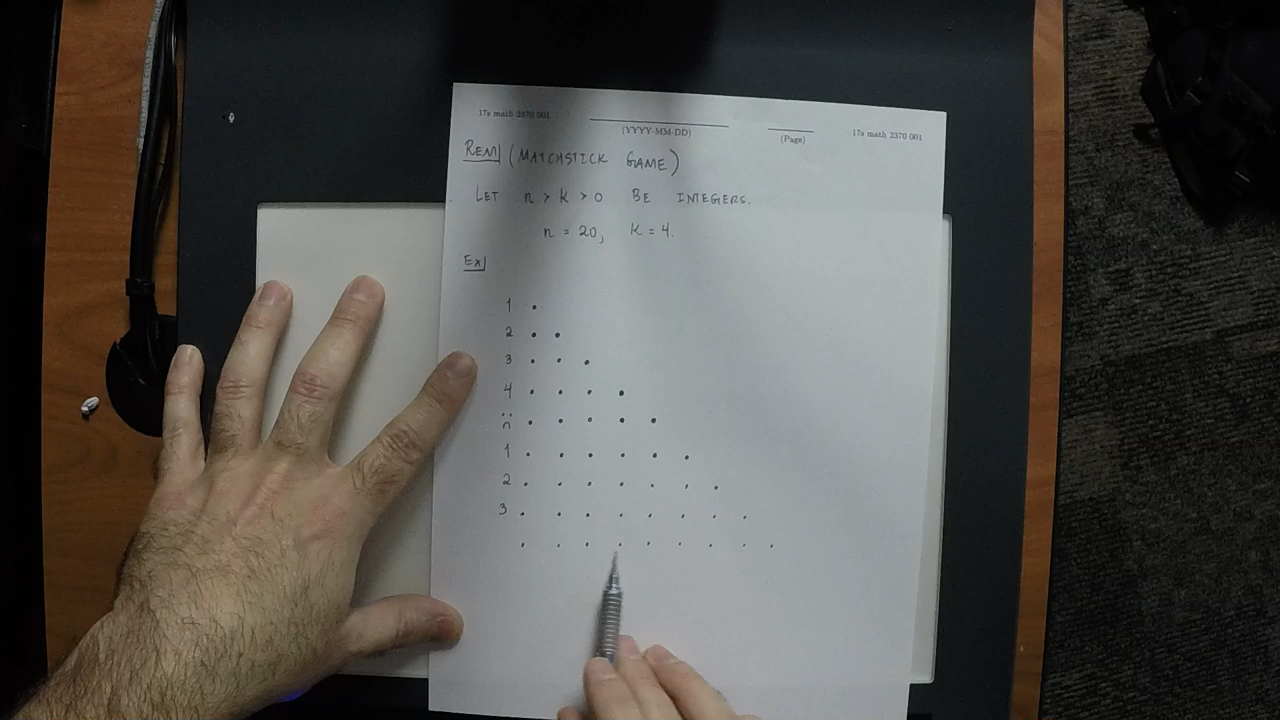 17s math 2370 001 (YYYY-MM-DD) (Page) 17s math 2370 001
REM (MATCHSTICK GAME)
LET n > k > 0 BE INTEGERS.
n = 20, k = 4.
EX
1
2
3
4
1
2
3